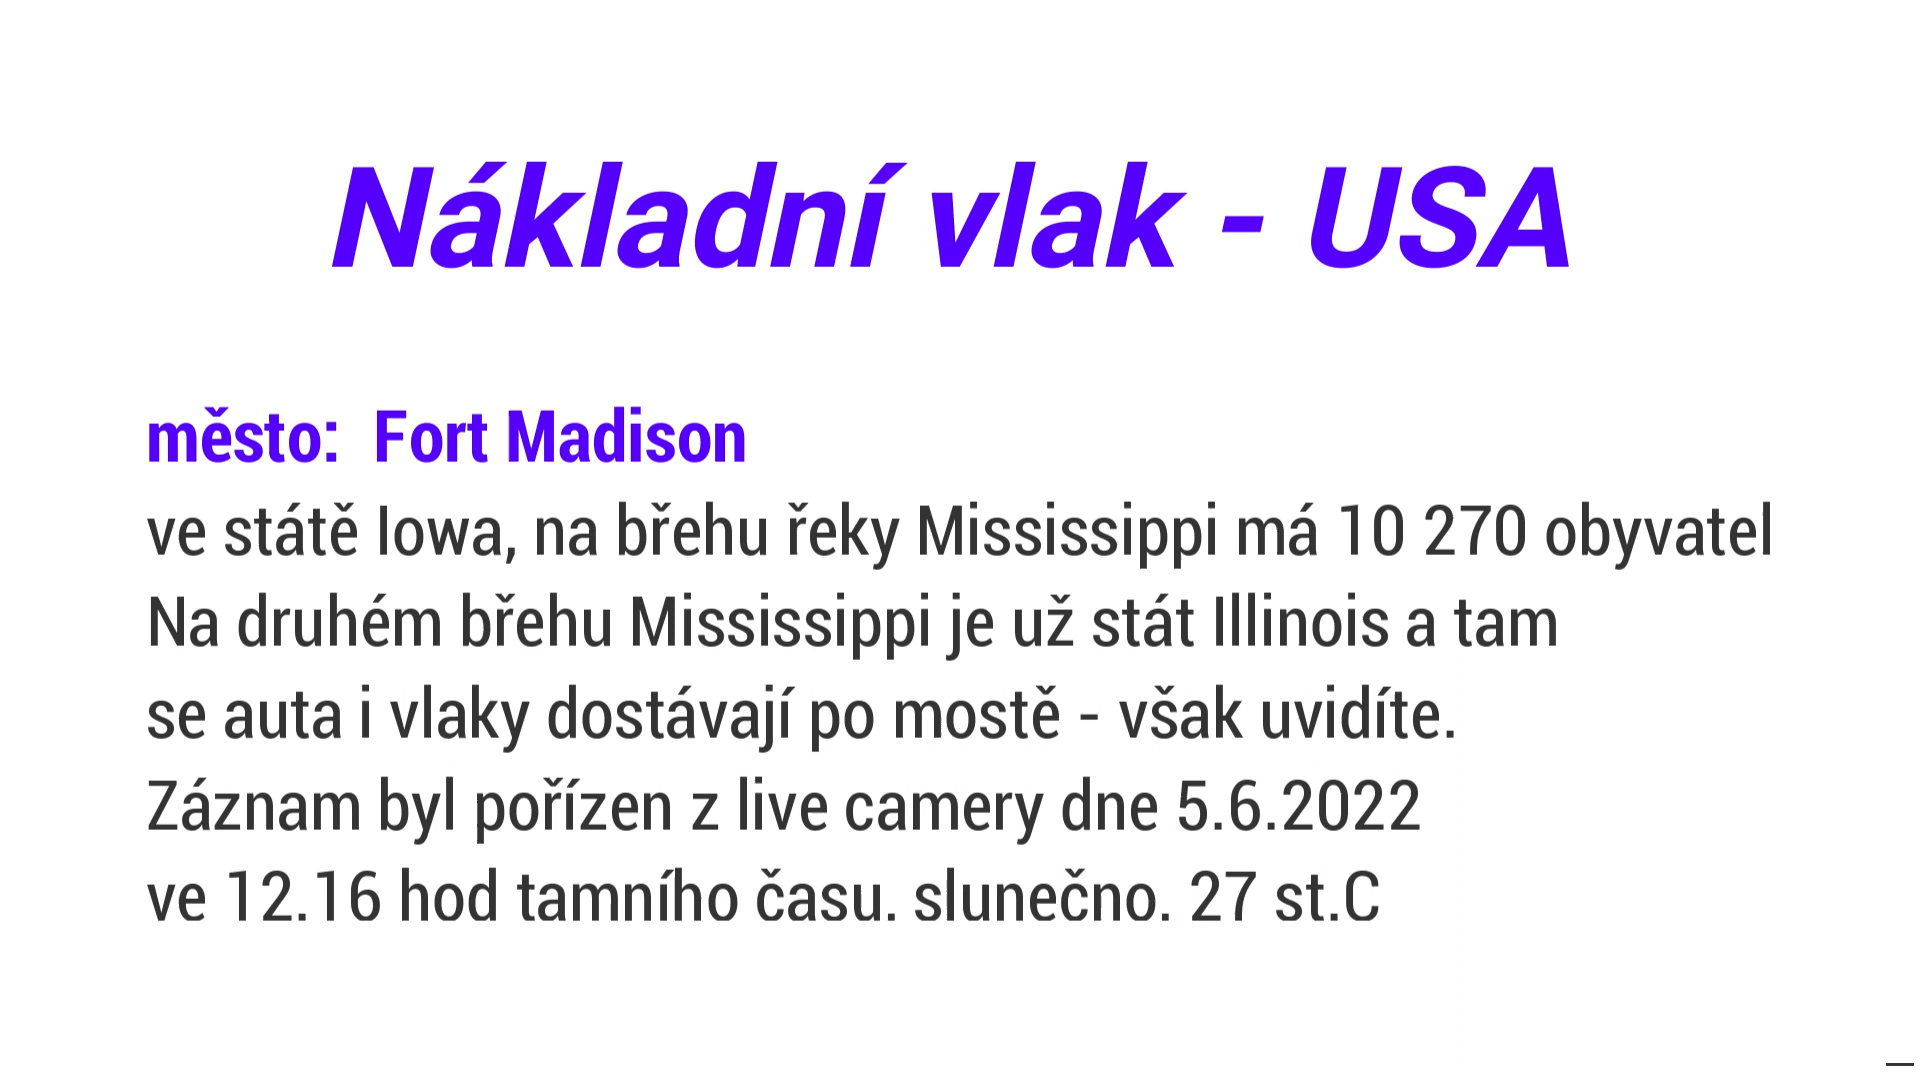 Nákladní vlak - USA
město: Fort Madison
ve státě Iowa, na břehu řeky Mississippi má 10 270 obyvatel
Na druhém břehu Mississippi je už stát Illinois a tam
se auta i vlaky dostávají po mostě - však uvidíte.
Záznam byl pořízen z live camery dne 5.6.2022
ve 12.16 hod tamního času. slunečno. 27 st.C